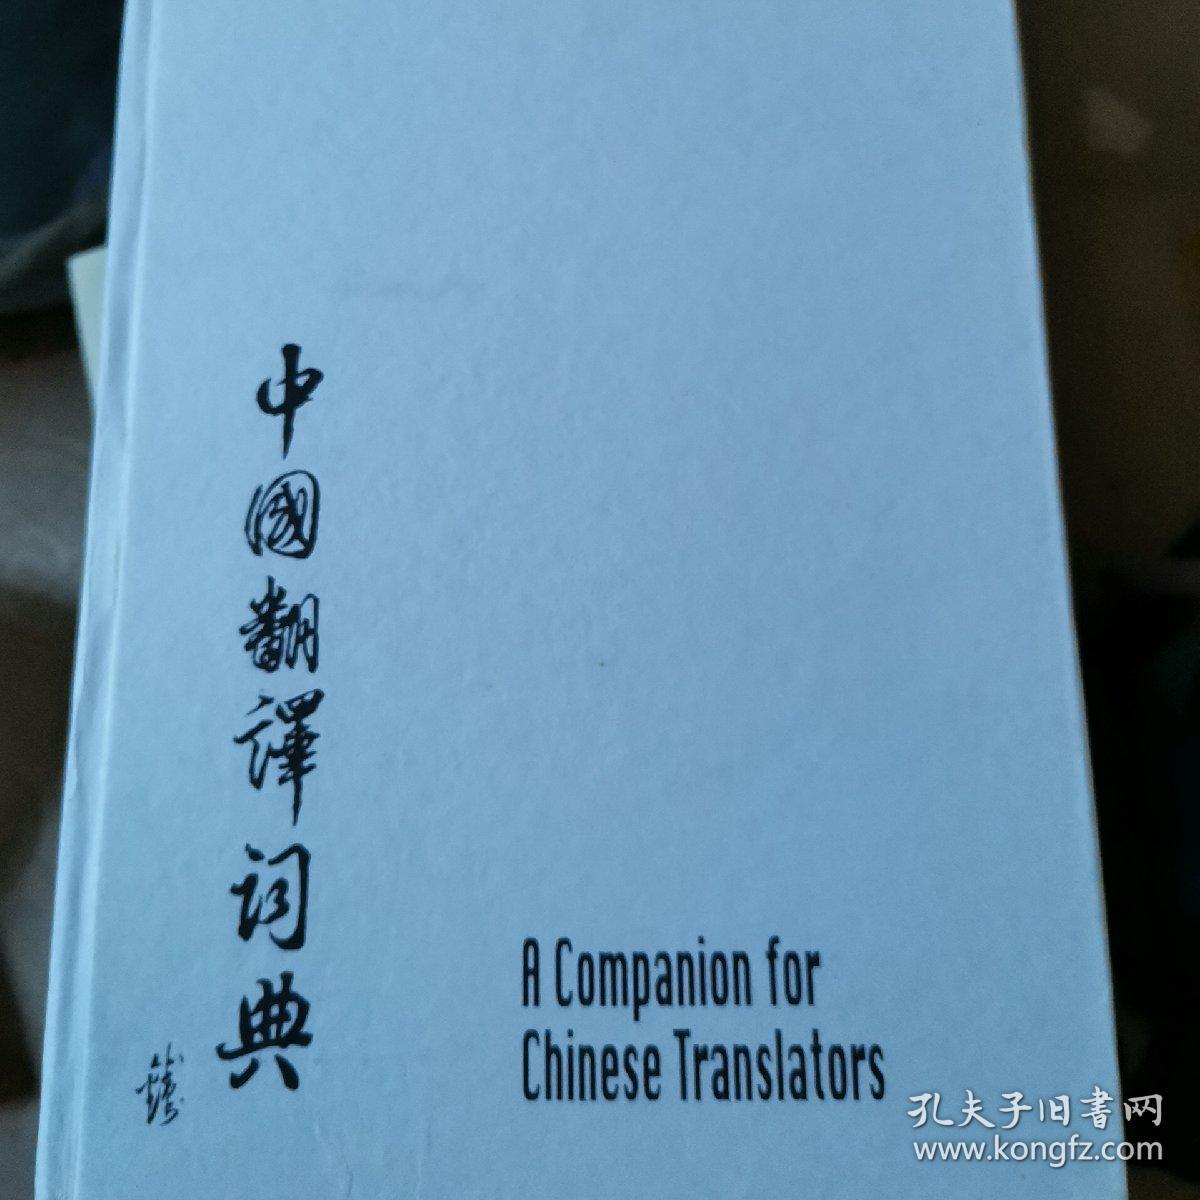 中國翻譯词典
A Companion for
Chinese Translators
孔夫子旧書网
www.kongfz.com